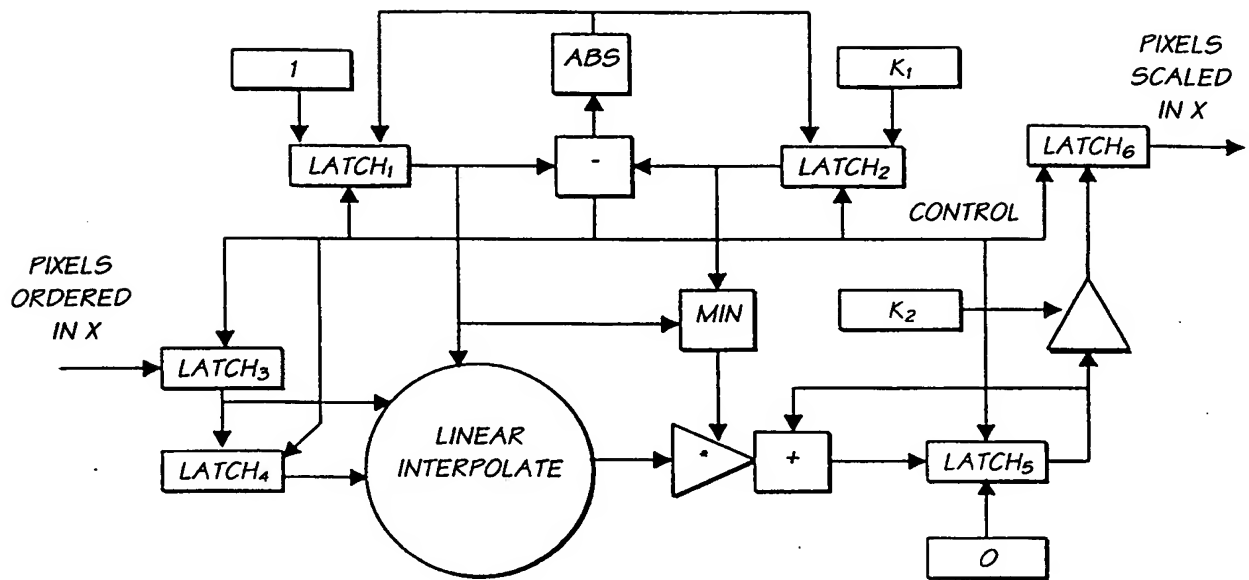 PIXELS
SCALED
IN X
ABS
1
K₁
LATCH₁
-
LATCH₂
LATCH₆
CONTROL
PIXELS
ORDERED
IN X
MIN
K₂
LATCH₃
LINEAR
INTERPOLATE
LATCH₄
*
+
LATCH₅
0